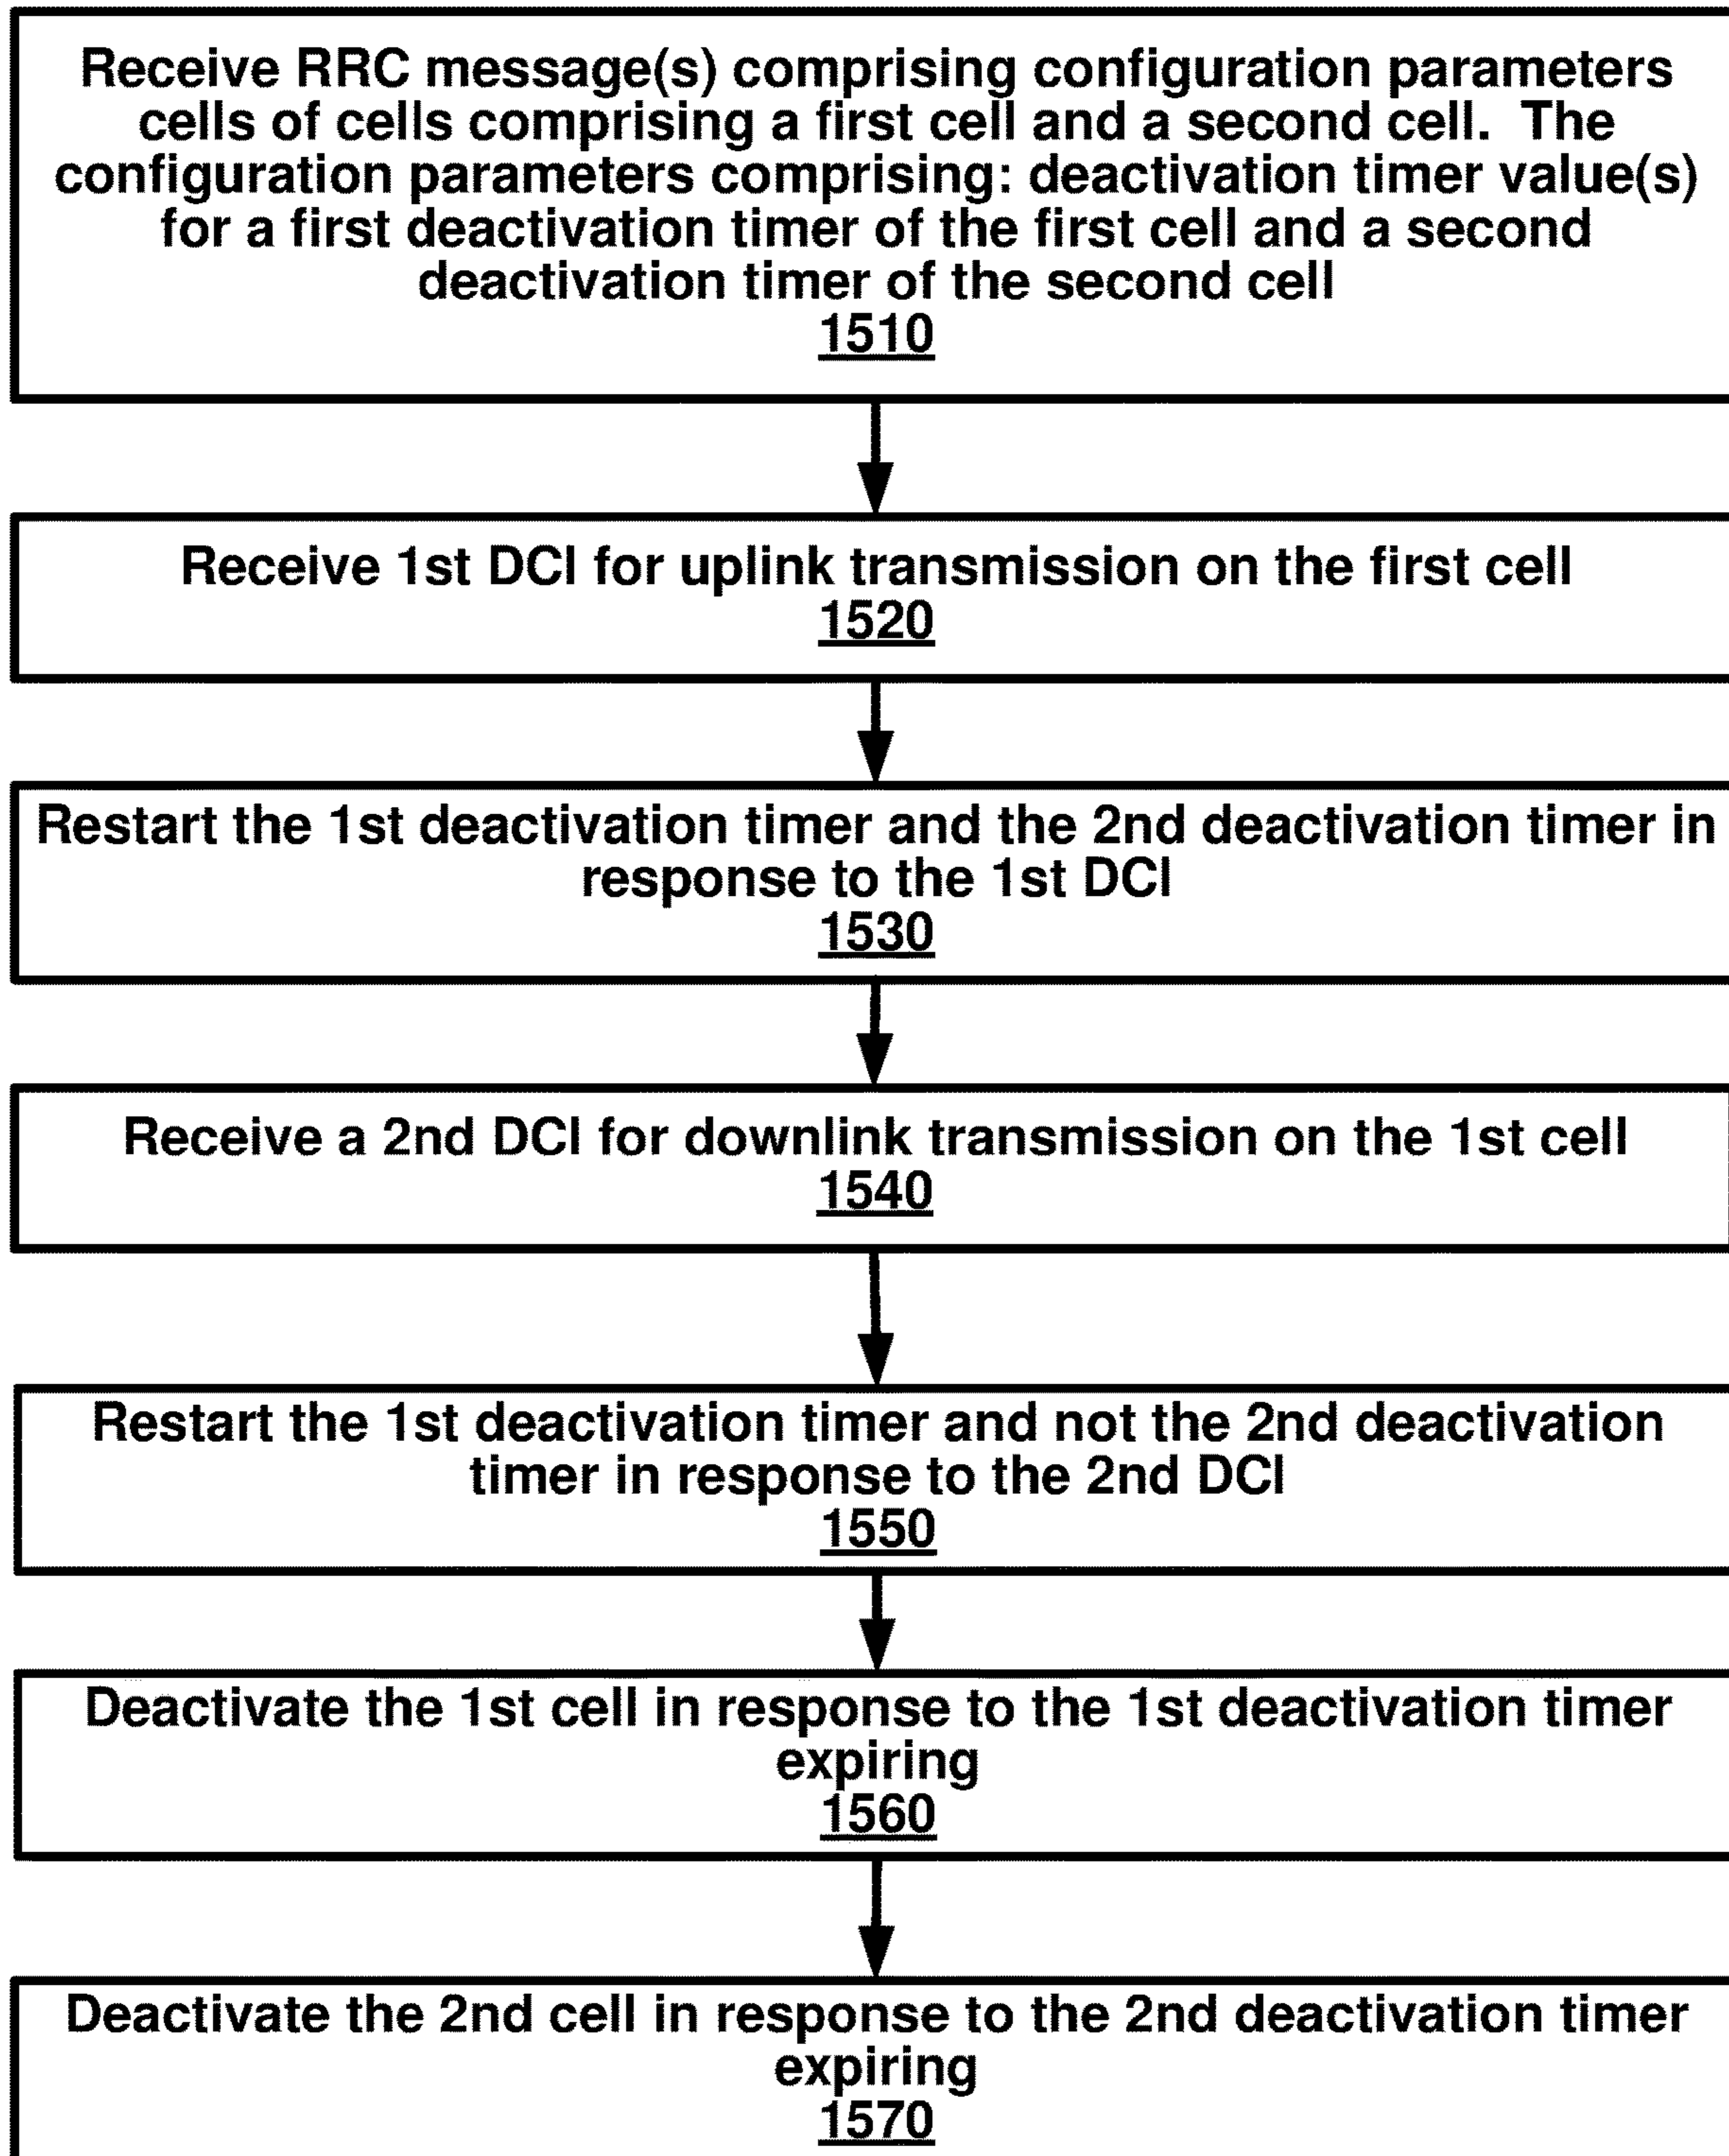 Receive RRC message(s) comprising configuration parameters
cells of cells comprising a first cell and a second cell.  The
configuration parameters comprising: deactivation timer value(s)
for a first deactivation timer of the first cell and a second
deactivation timer of the second cell
1510
Receive 1st DCI for uplink transmission on the first cell
1520
Restart the 1st deactivation timer and the 2nd deactivation timer in
response to the 1st DCI
1530
Receive a 2nd DCI for downlink transmission on the 1st cell
1540
Restart the 1st deactivation timer and not the 2nd deactivation
timer in response to the 2nd DCI
1550
Deactivate the 1st cell in response to the 1st deactivation timer
expiring
1560
Deactivate the 2nd cell in response to the 2nd deactivation timer
expiring
1570